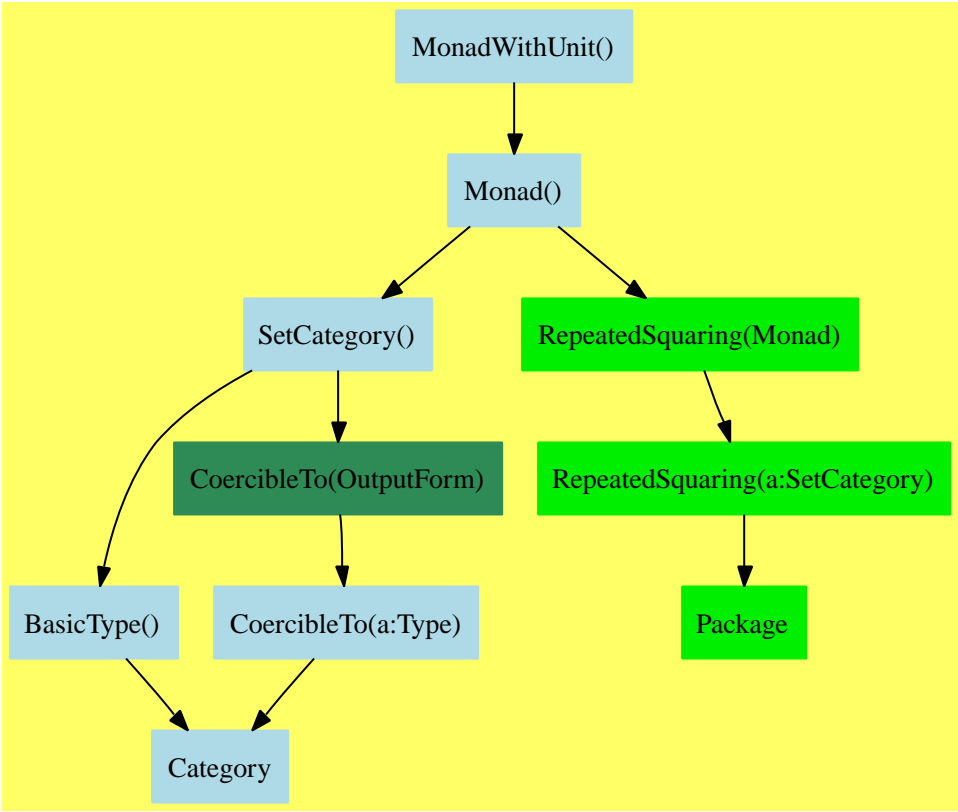 MonadWithUnit()
Monad()
SetCategory()
RepeatedSquaring(Monad)
CoercibleTo(OutputForm)
RepeatedSquaring(a:SetCategory)
BasicType()
CoercibleTo(a:Type)
Package
Category